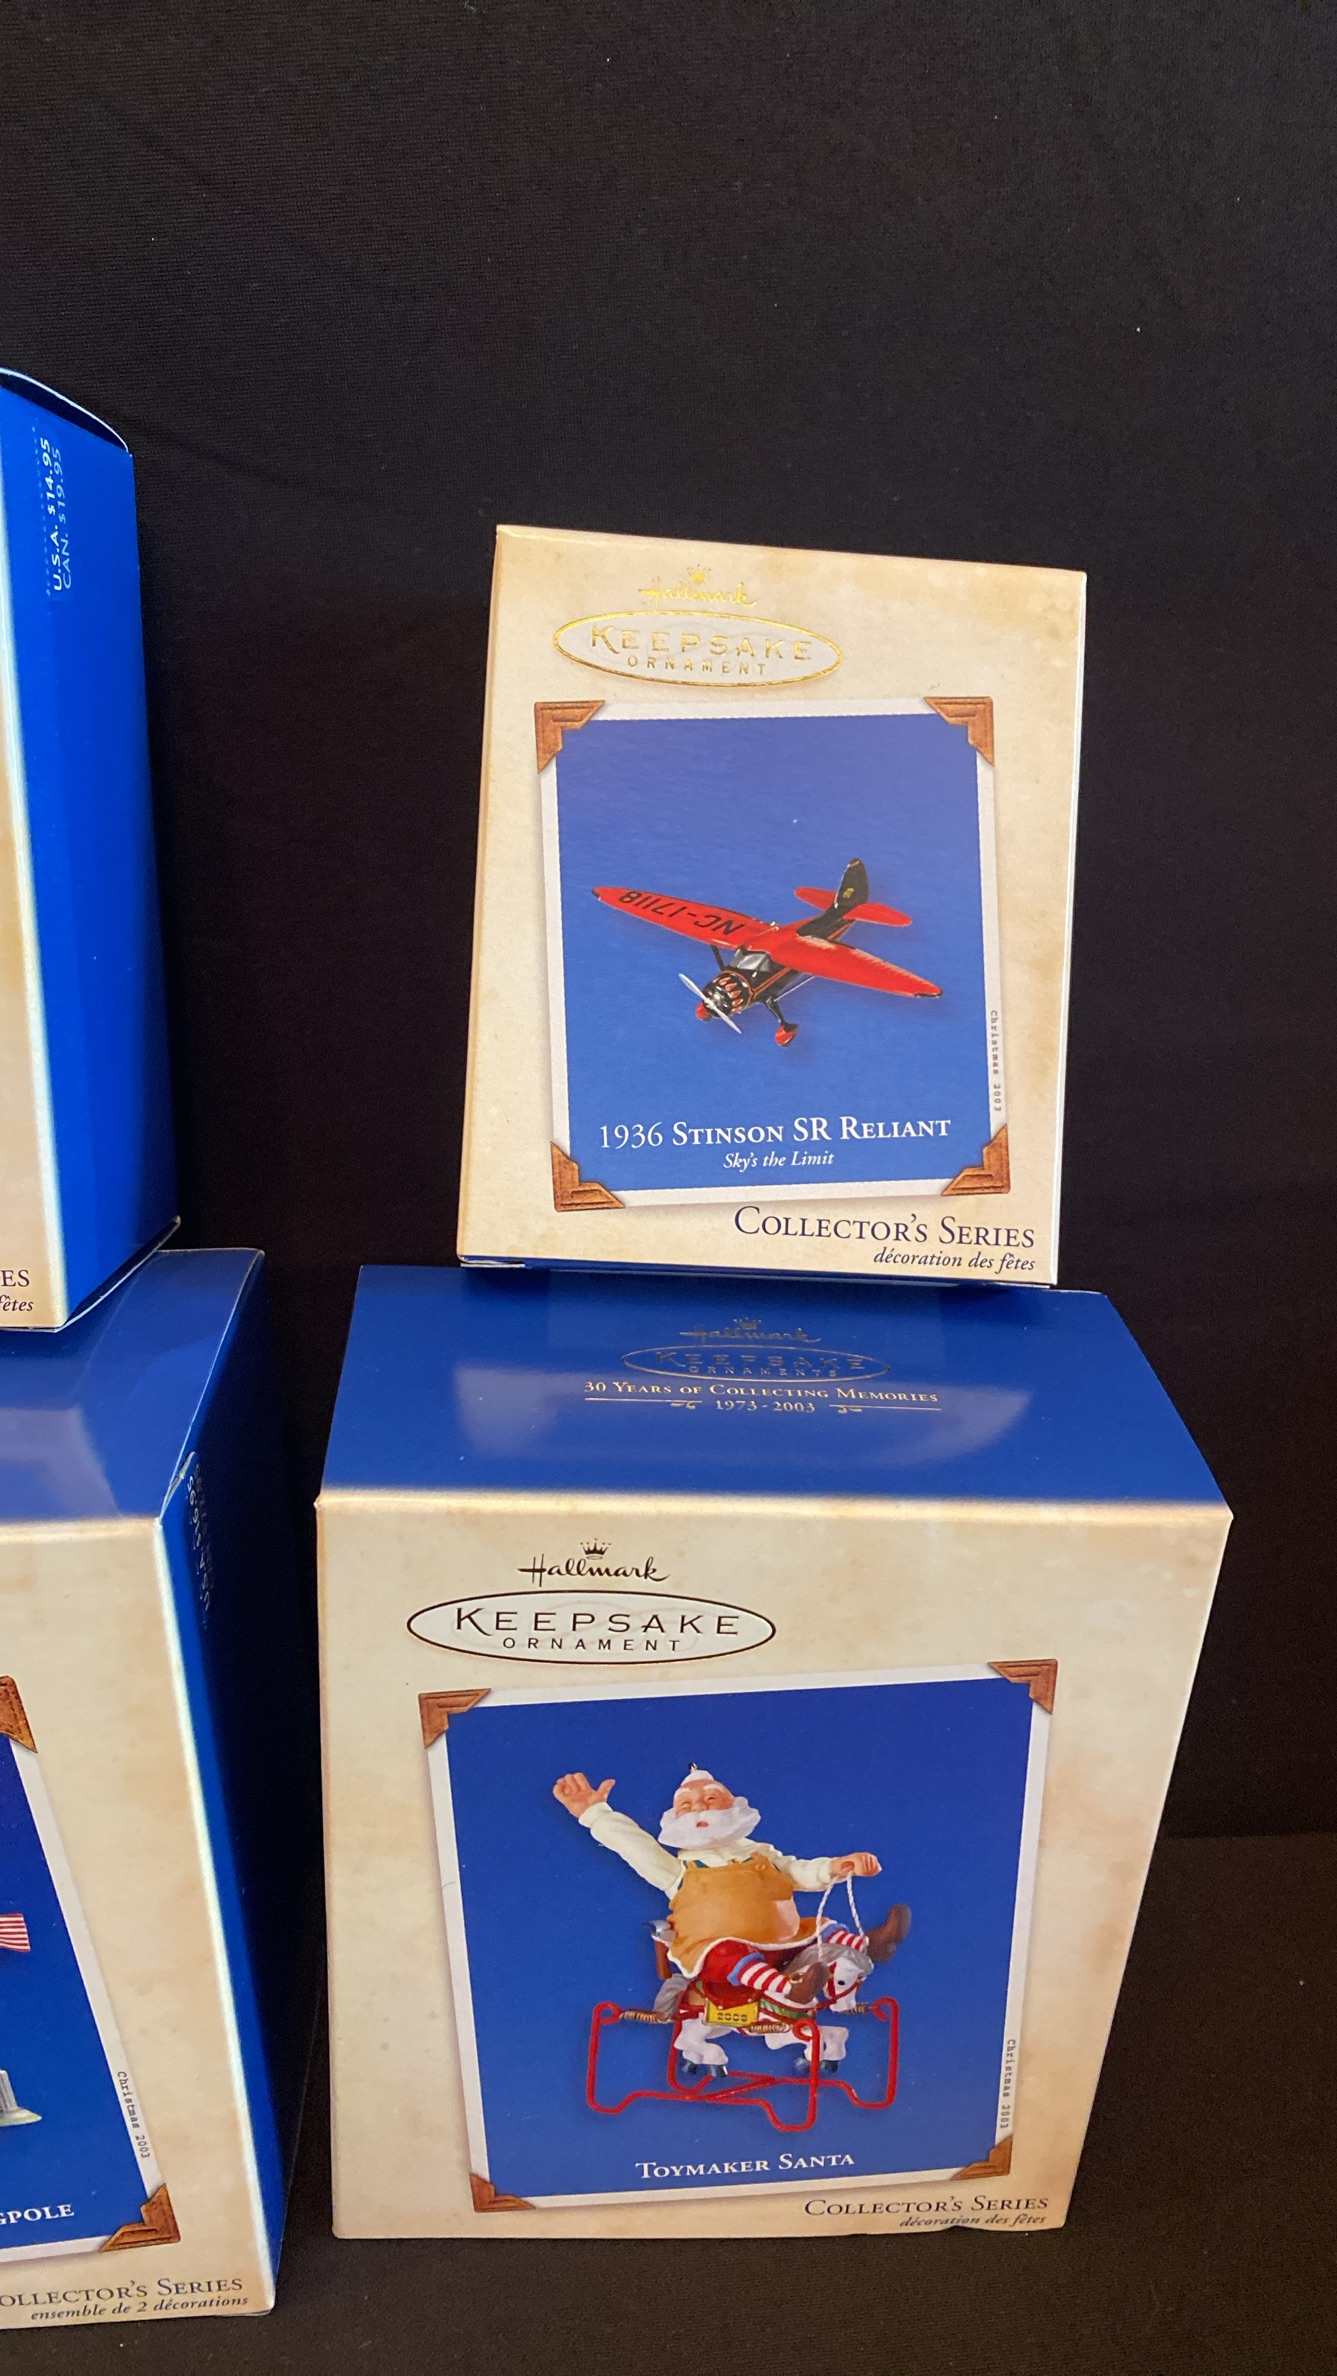 U.S.A. $14.95
CAN. $19.95
ES
fêtes
Hallmark
KEEPSAKE
ORNAMENT
NC-17118
Christmas 2003
1936 STINSON SR RELIANT
Sky's the Limit
COLLECTOR'S SERIES
décoration des fêtes
Hallmark
KEEPSAKE
ORNAMENTS
30 YEARS OF COLLECTING MEMORIES
1973-2003
Hallmark
KEEPSAKE
ORNAMENT
2003
Christmas 2003
TOYMAKER SANTA
COLLECTOR'S SERIES
décoration des fêtes
Christmas 2003
GPOLE
OLLECTOR'S SERIES
ensemble de 2 décorations